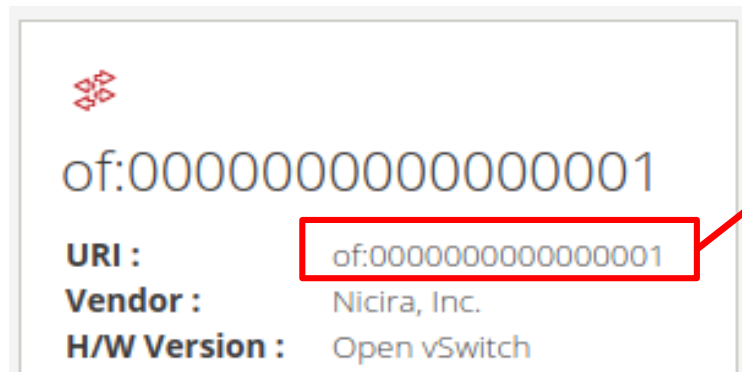 of:0000000000000001
URI : of:0000000000000001
Vendor : Nicira, Inc.
H/W Version : Open vSwitch